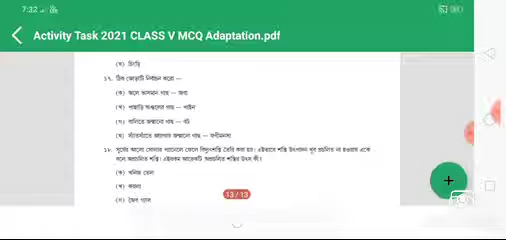 7:32
Activity Task 2021 CLASS V MCQ Adaptation.pdf
(ঘ) চিংড়ি
১৭. ঠিক জোড়াটি নির্বাচন করো —
(ক) জলে ভাসমান গাছ — জবা
(খ) পাহাড়ি অঞ্চলের গাছ — পাইন
(গ) বালিতে জন্মানো গাছ — বট
(ঘ) স্যাঁতস্যাঁতে জায়গায় জন্মানো গাছ — ফণীমনসা
১৮. সূর্যের আলো সোলার প্যানেলে ফেলে বিদ্যুৎশক্তি তৈরি করা হয়। এইভাবে শক্তি উৎপাদন খুব প্রচলিত না হওয়ায় একে
বলে অপ্রচলিত শক্তি। এইরকম আরেকটি অপ্রচলিত শক্তির উৎস কী?
(ক) খনিজ তেল
(খ) কয়লা
(গ) জৈব গ্যাস
13 / 13